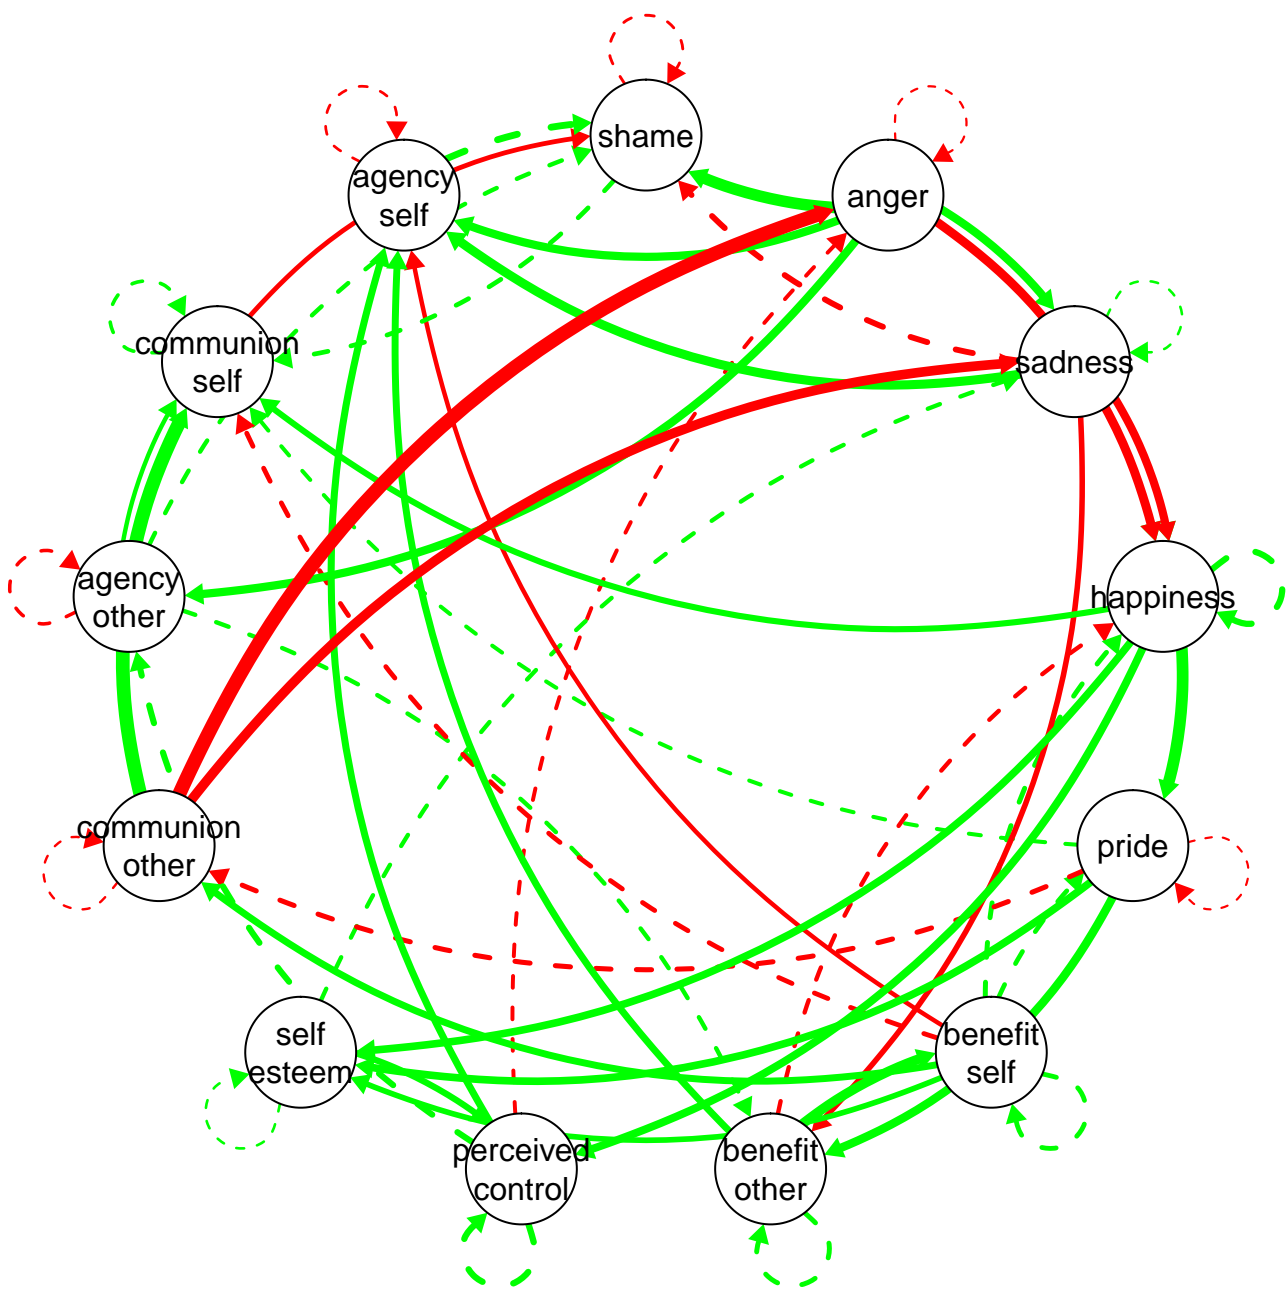 shame
agency
self
anger
communion
self
sadness
agency
other
happiness
communion
other
pride
self
esteem
benefit
self
perceived
control
benefit
other